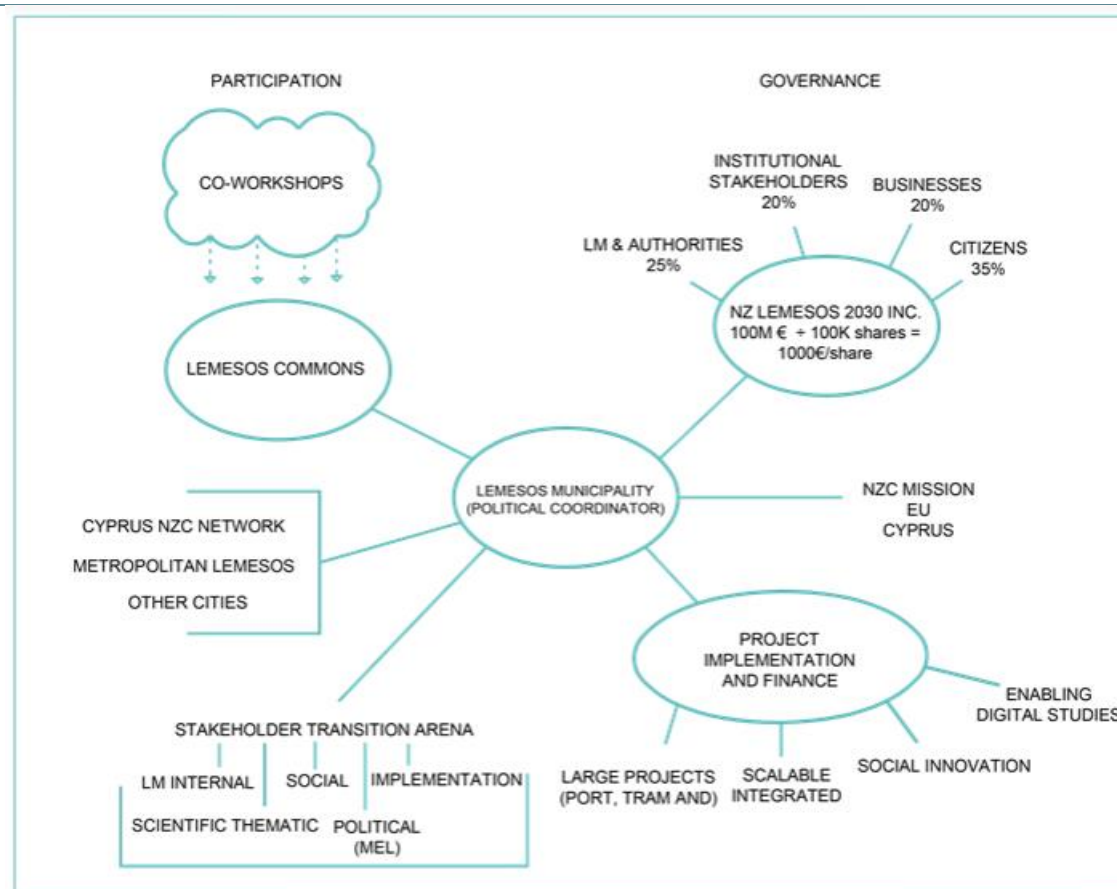 PARTICIPATION
CO-WORKSHOPS
LEMESOS COMMONS
GOVERNANCE
INSTITUTIONAL
STAKEHOLDERS
20%
BUSINESSES
20%
LM & AUTHORITIES
25%
CITIZENS
35%
NZ LEMESOS 2030 INC.
100M € ÷ 100K shares =
1000€/share
LEMESOS MUNICIPALITY
(POLITICAL COORDINATOR)
NZC MISSION
EU
CYPRUS
CYPRUS NZC NETWORK
METROPOLITAN LEMESOS
OTHER CITIES
PROJECT
IMPLEMENTATION
AND FINANCE
ENABLING
DIGITAL STUDIES
SOCIAL INNOVATION
SCALABLE
INTEGRATED
LARGE PROJECTS
(PORT, TRAM AND)
STAKEHOLDER TRANSITION ARENA
LM INTERNAL
SOCIAL
IMPLEMENTATION
SCIENTIFIC THEMATIC
POLITICAL
(MEL)